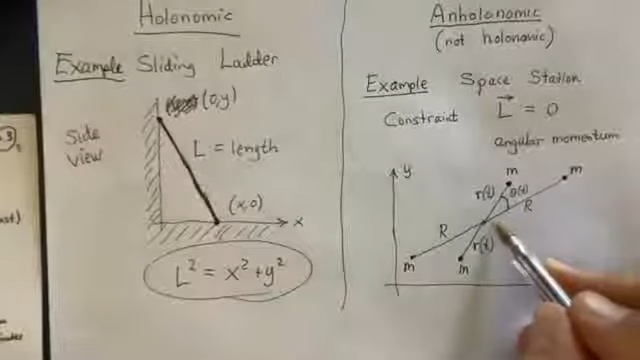 Holonomic
Example Sliding Ladder
Side
view
(0,y)
L = length
(x,0)
x
L² = x² + y²
Anholonomic
(not holonomic)
Example Space Station
Constraint L⃗ = 0
angular momentum
y
m
m
r(t)
θ(t)
R
R
r(t)
m
m